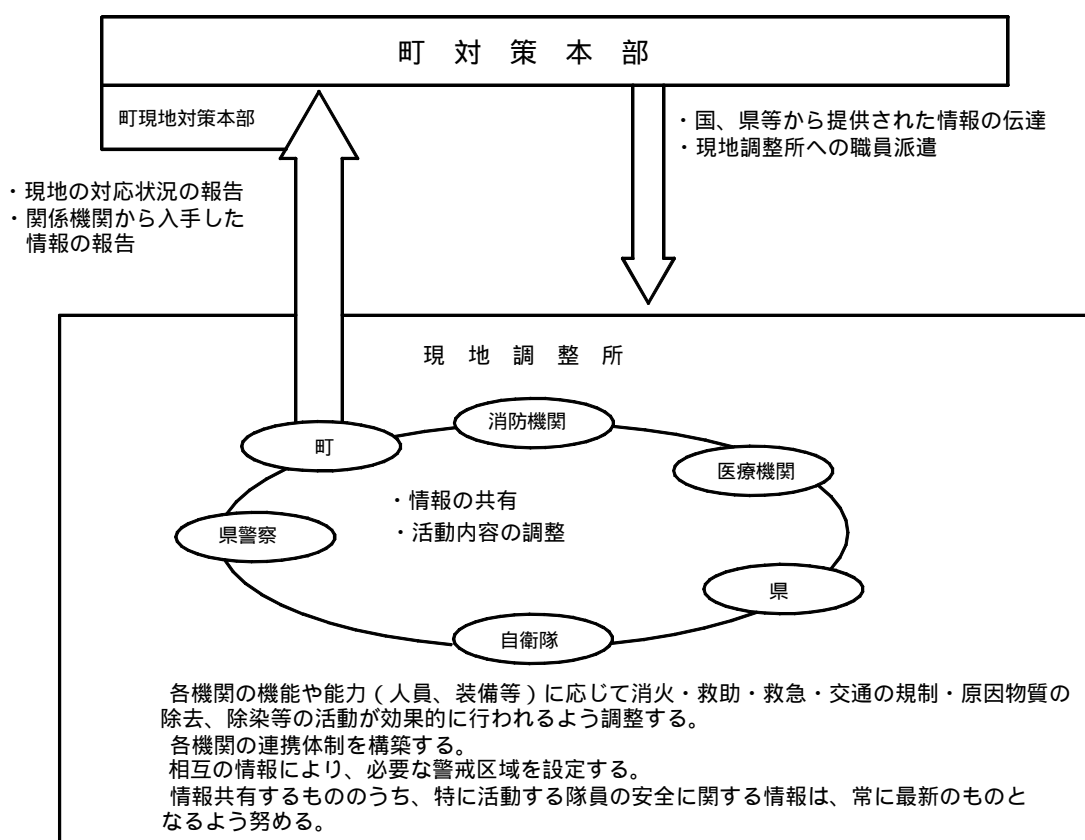 町対策本部
町現地対策本部
・国、県等から提供された情報の伝達
・現地調整所への職員派遣
・現地の対応状況の報告
・関係機関から入手した
情報の報告
現地調整所
消防機関
町
医療機関
・情報の共有
県警察
・活動内容の調整
県
自衛隊
各機関の機能や能力(人員、装備等)に応じて消火・救助・救急・交通の規制・原因物質の
除去、除染等の活動が効果的に行われるよう調整する。
各機関の連携体制を構築する。
相互の情報により、必要な警戒区域を設定する。
情報共有するもののうち、特に活動する隊員の安全に関する情報は、常に最新のものと
なるよう努める。